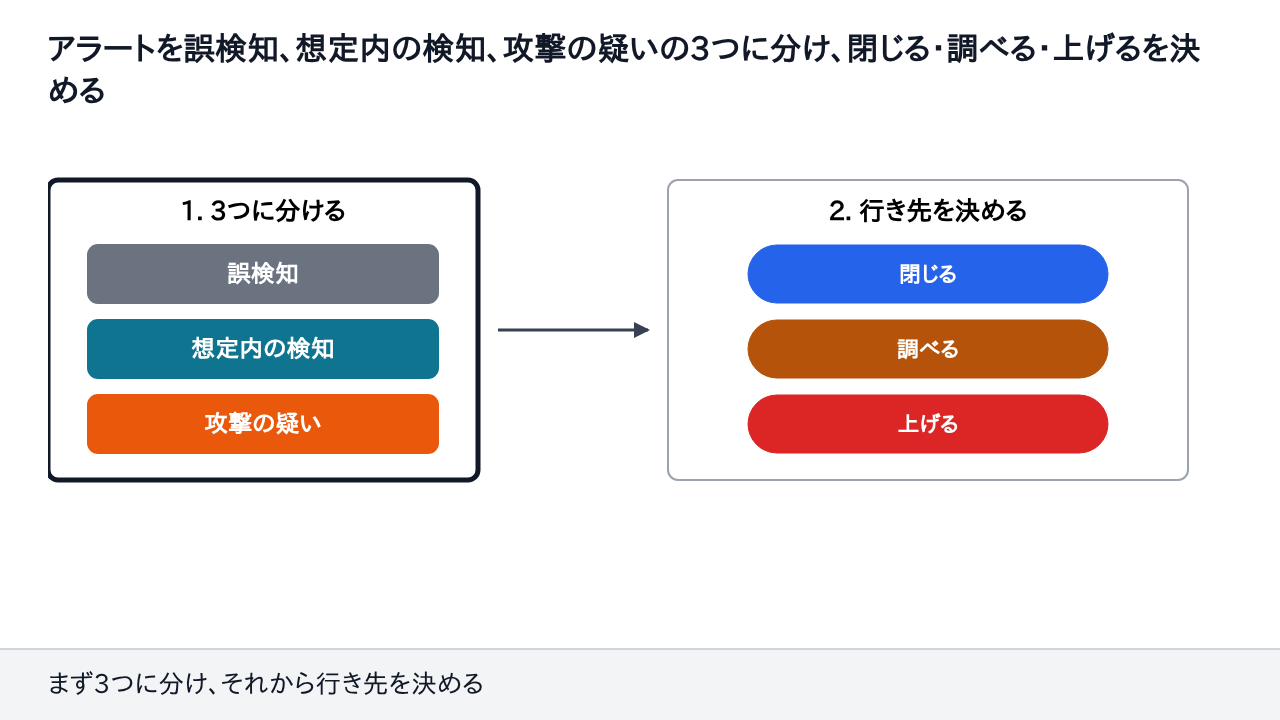 アラートを誤検知、想定内の検知、攻撃の疑いの3つに分け、閉じる・調べる・上げるを決
める
1. 3つに分ける
誤検知
想定内の検知
攻撃の疑い
2. 行き先を決める
閉じる
調べる
上げる
まず3つに分け、それから行き先を決める